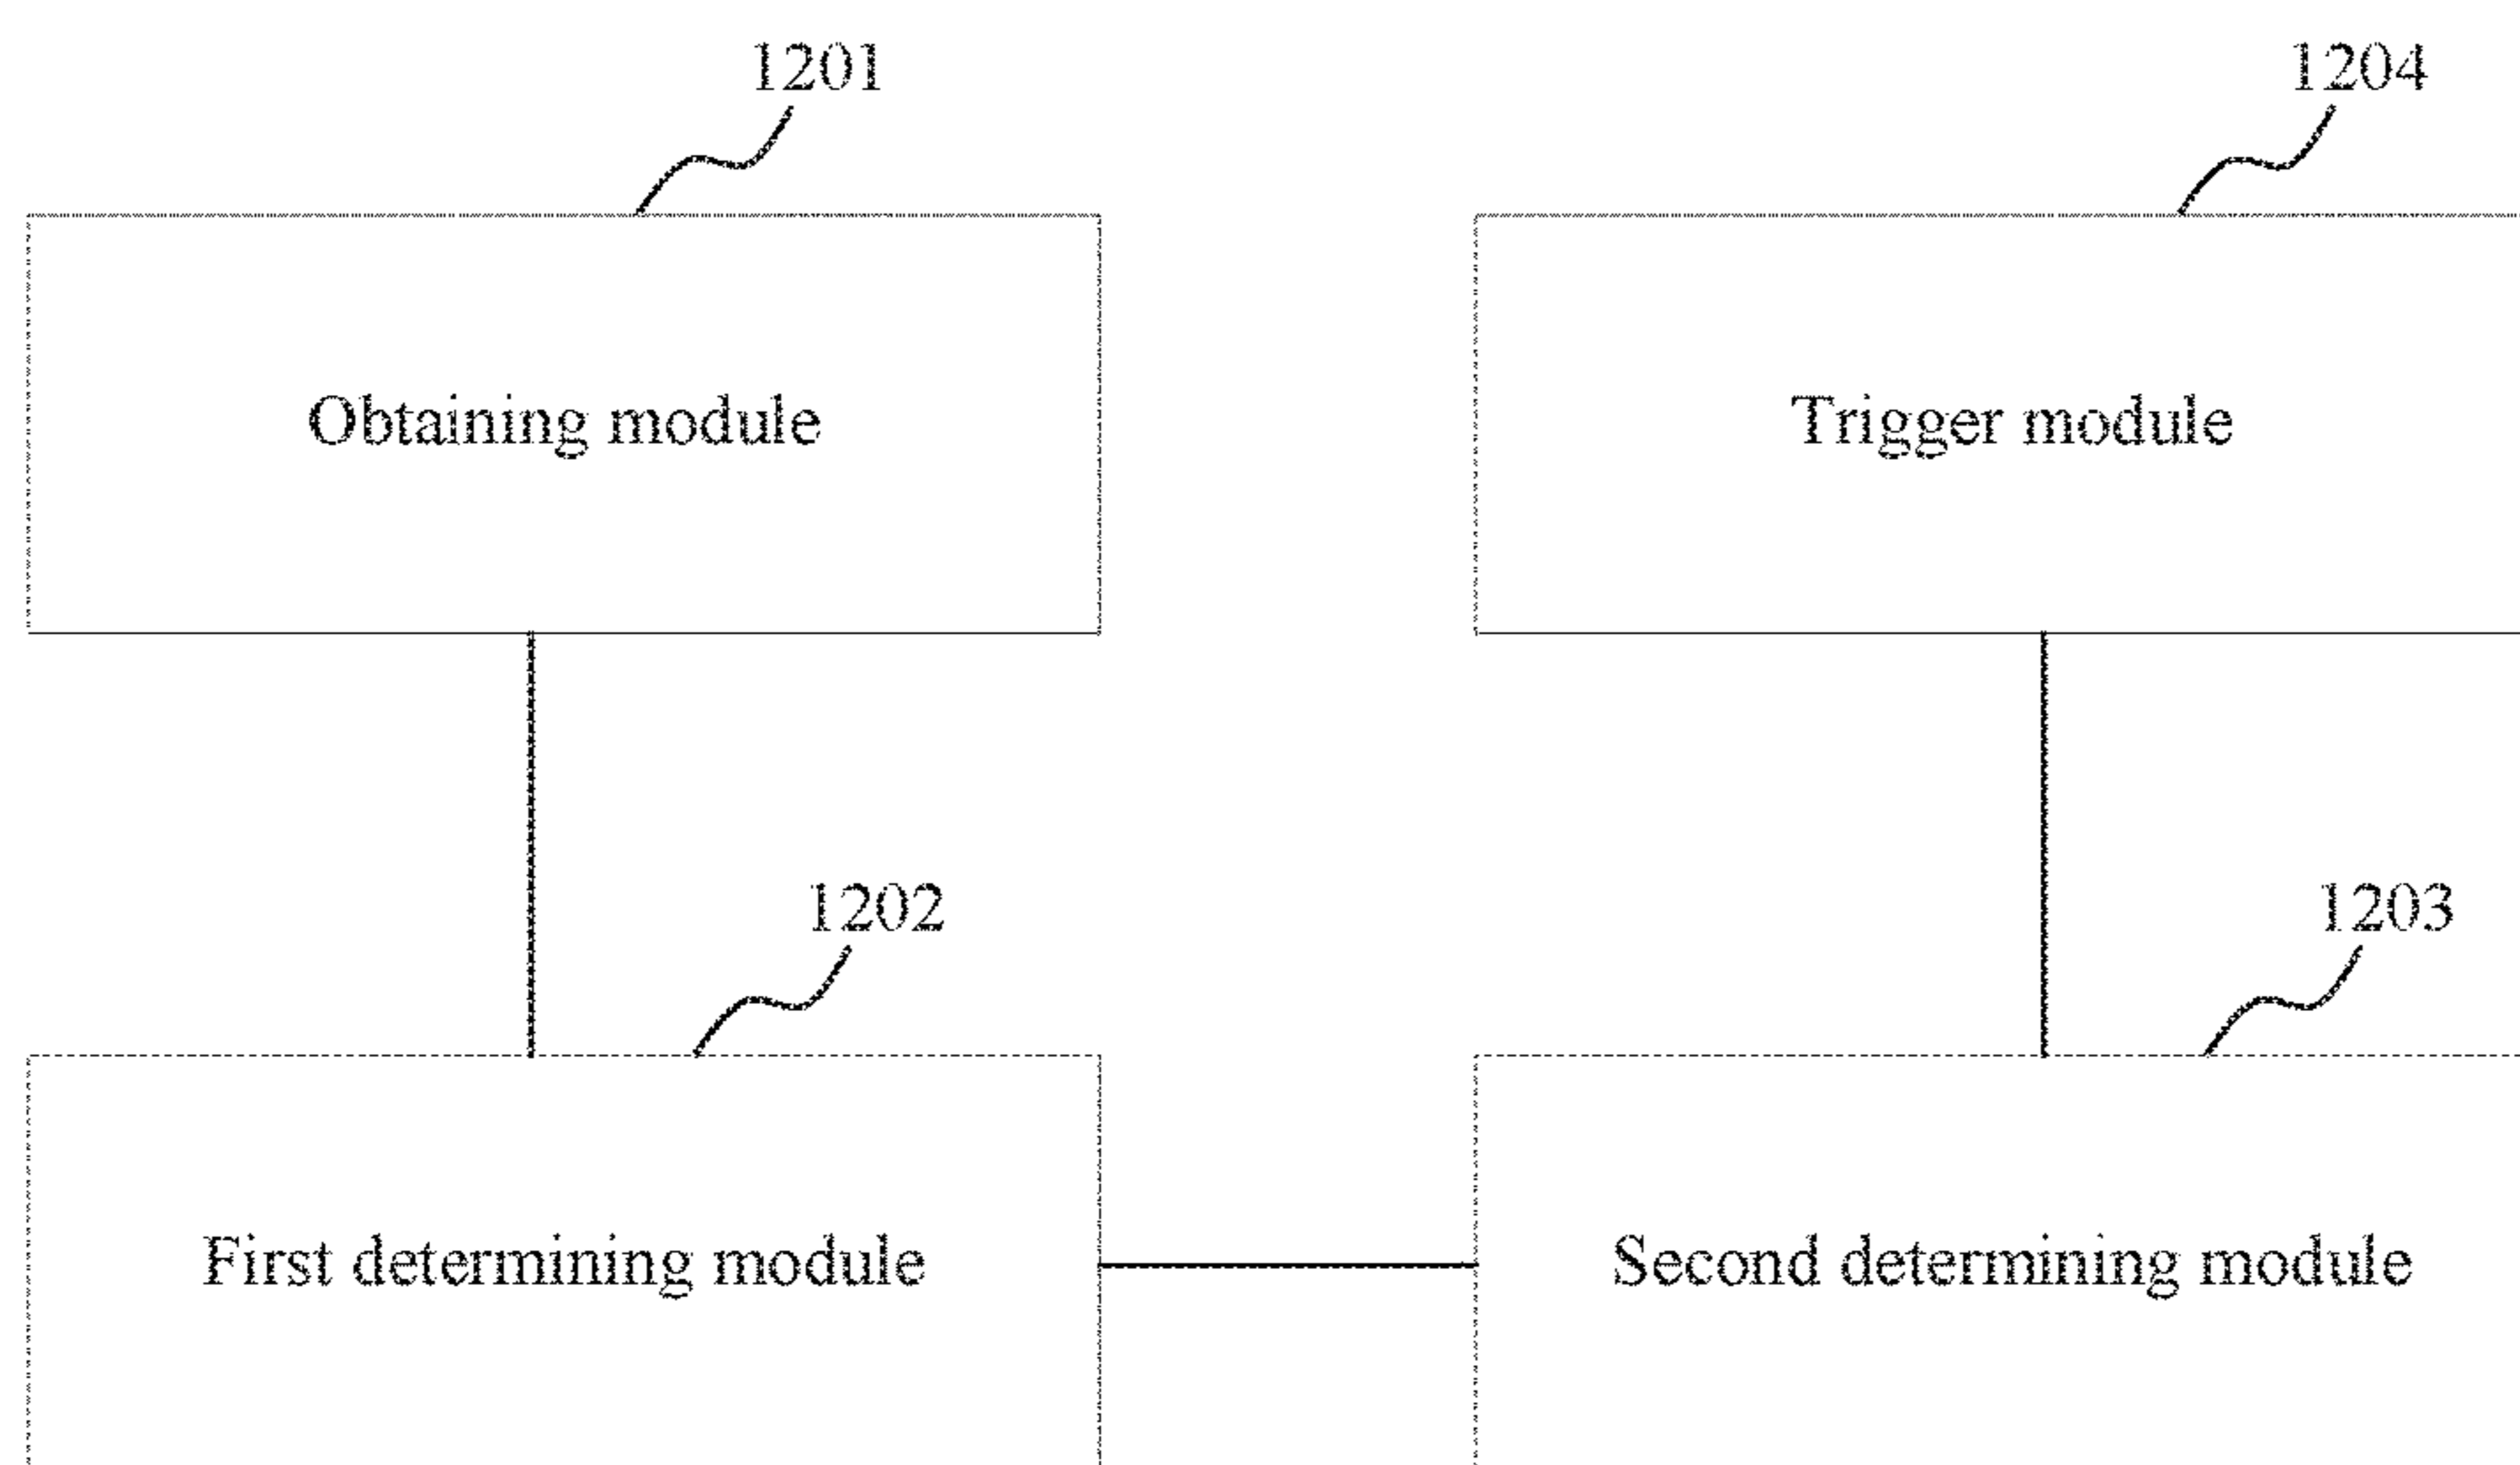 1201
1204
Obtaining module
Trigger module
1202
1203
First determining module
Second determining module